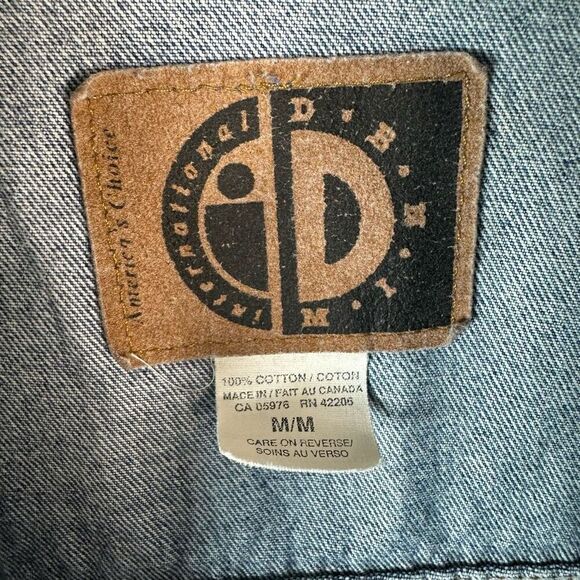 America's Choice
international
D·E·N·I·M
iD
100% COTTON / COTON
MADE IN / FAIT AU CANADA
CA 05976 RN 42206
M/M
CARE ON REVERSE/
SOINS AU VERSO